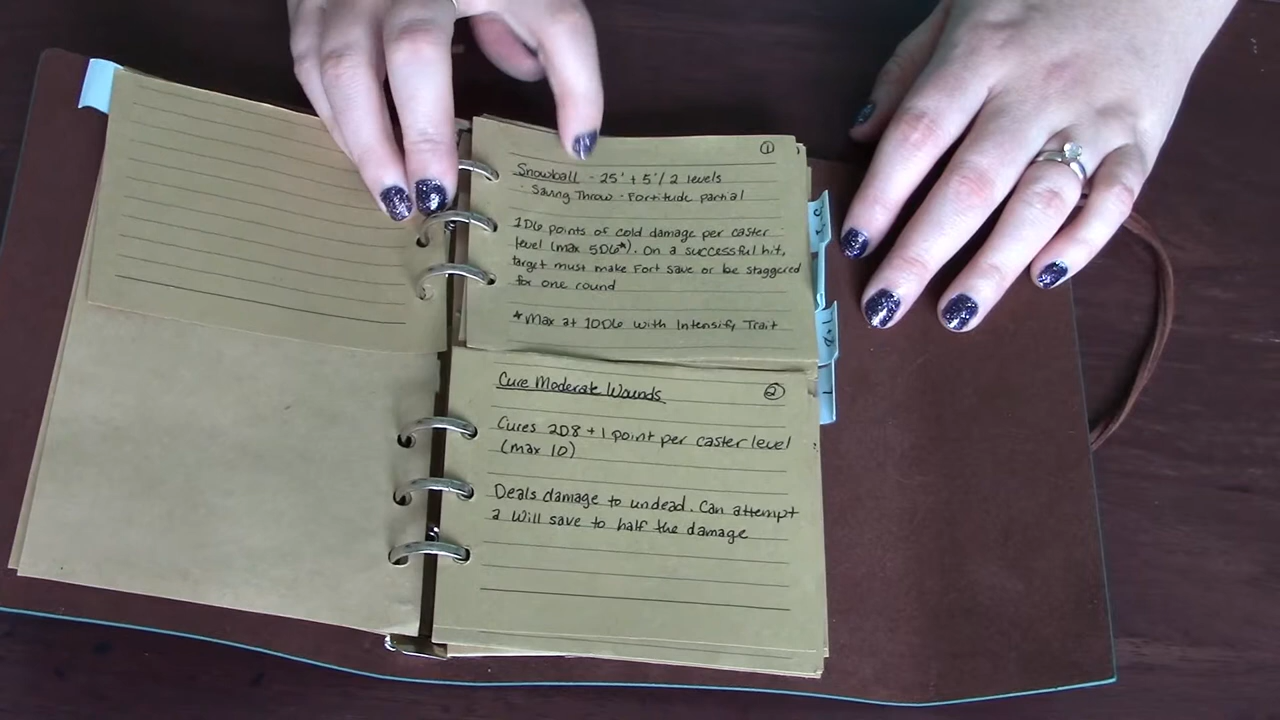 ①
Snowball - 25' + 5' / 2 levels
· Saving Throw - Fortitude partial
1D6 points of cold damage per caster
level (max 5D6*). On a successful hit,
target must make Fort save or be staggered
for one round
*Max at 10D6 with Intensify Trait
Cure Moderate Wounds ②
Cures 2D8 + 1 point per caster level
(max 10)
Deals damage to undead. Can attempt
a Will save to half the damage